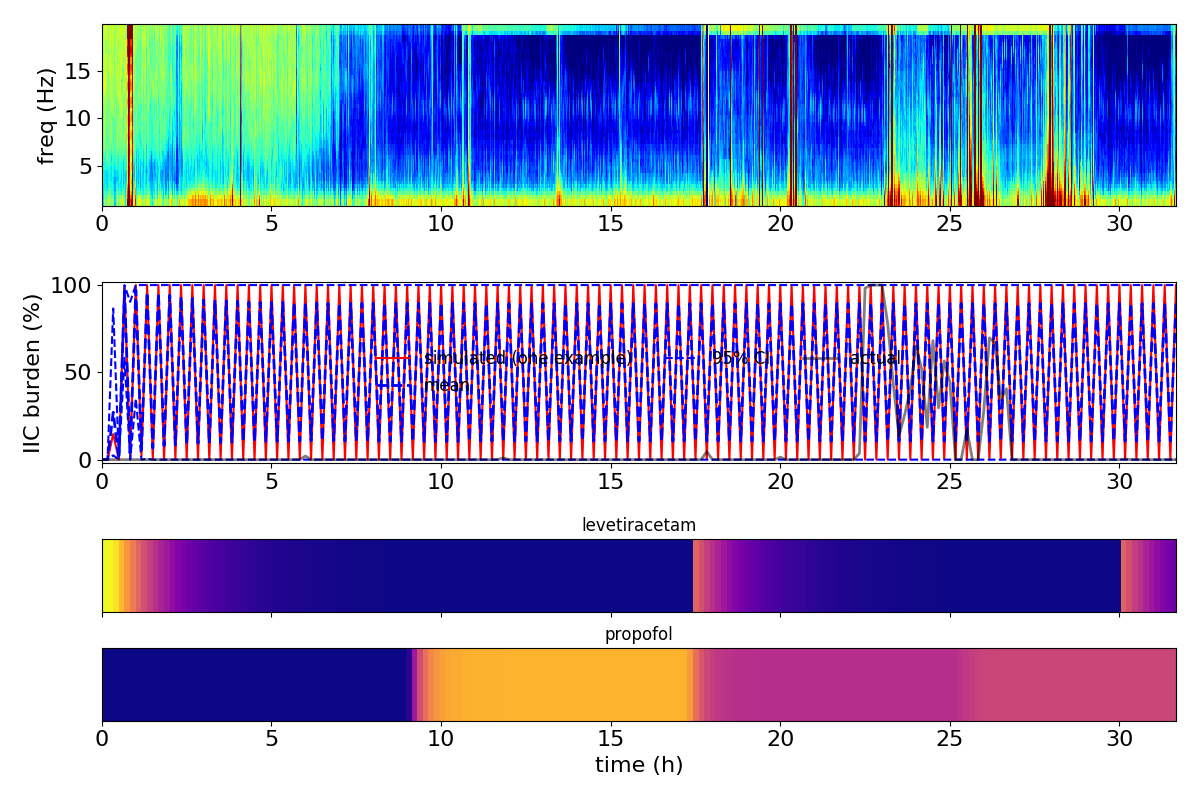 freq (Hz)
15
10
5
0 5 10 15 20 25 30
IIC burden (%)
100
50
0
simulated (one example) 95% CI actual
mean
0 5 10 15 20 25 30
levetiracetam
propofol
0 5 10 15 20 25 30
time (h)